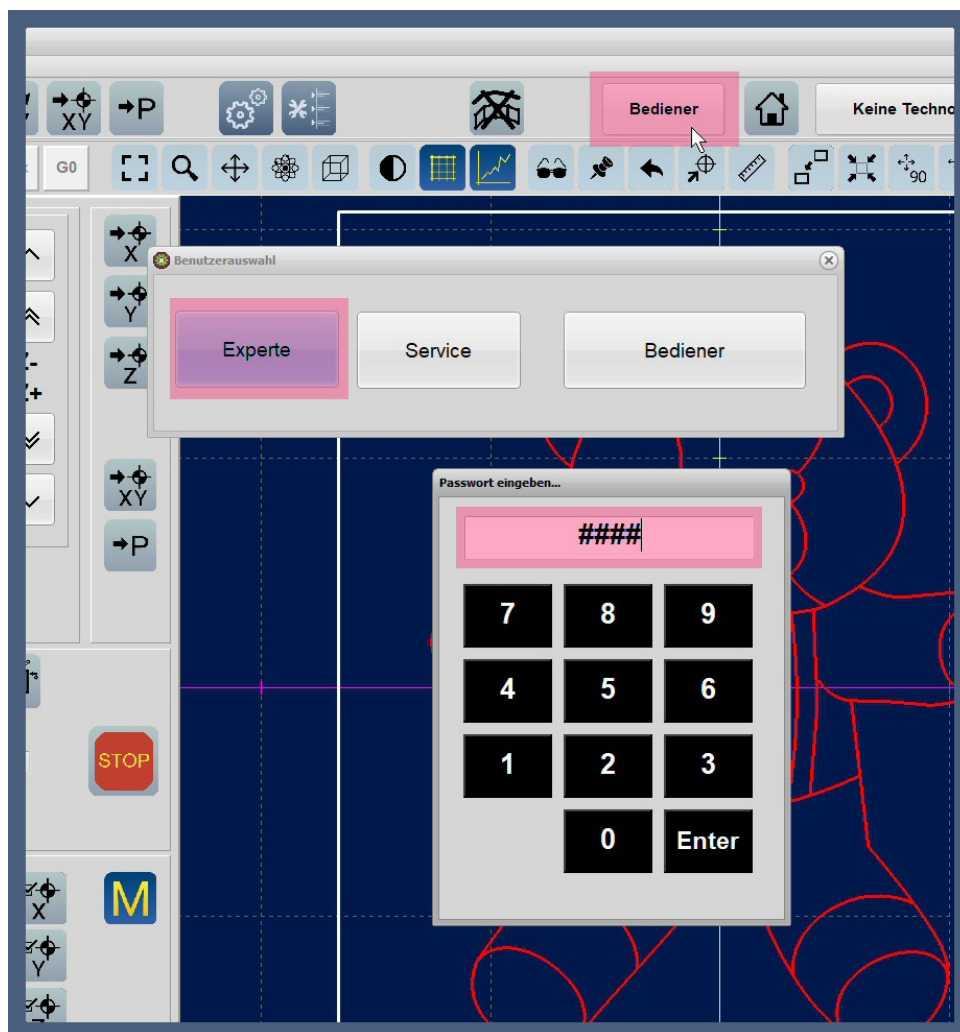 XY
P
Bediener
Keine Techno
G0
90
X
Y
Z
Benutzerauswahl
Experte
Service
Bediener
-
+
XY
P
Passwort eingeben...
####
7
8
9
4
5
6
1
2
3
0
Enter
STOP
M
X
Y